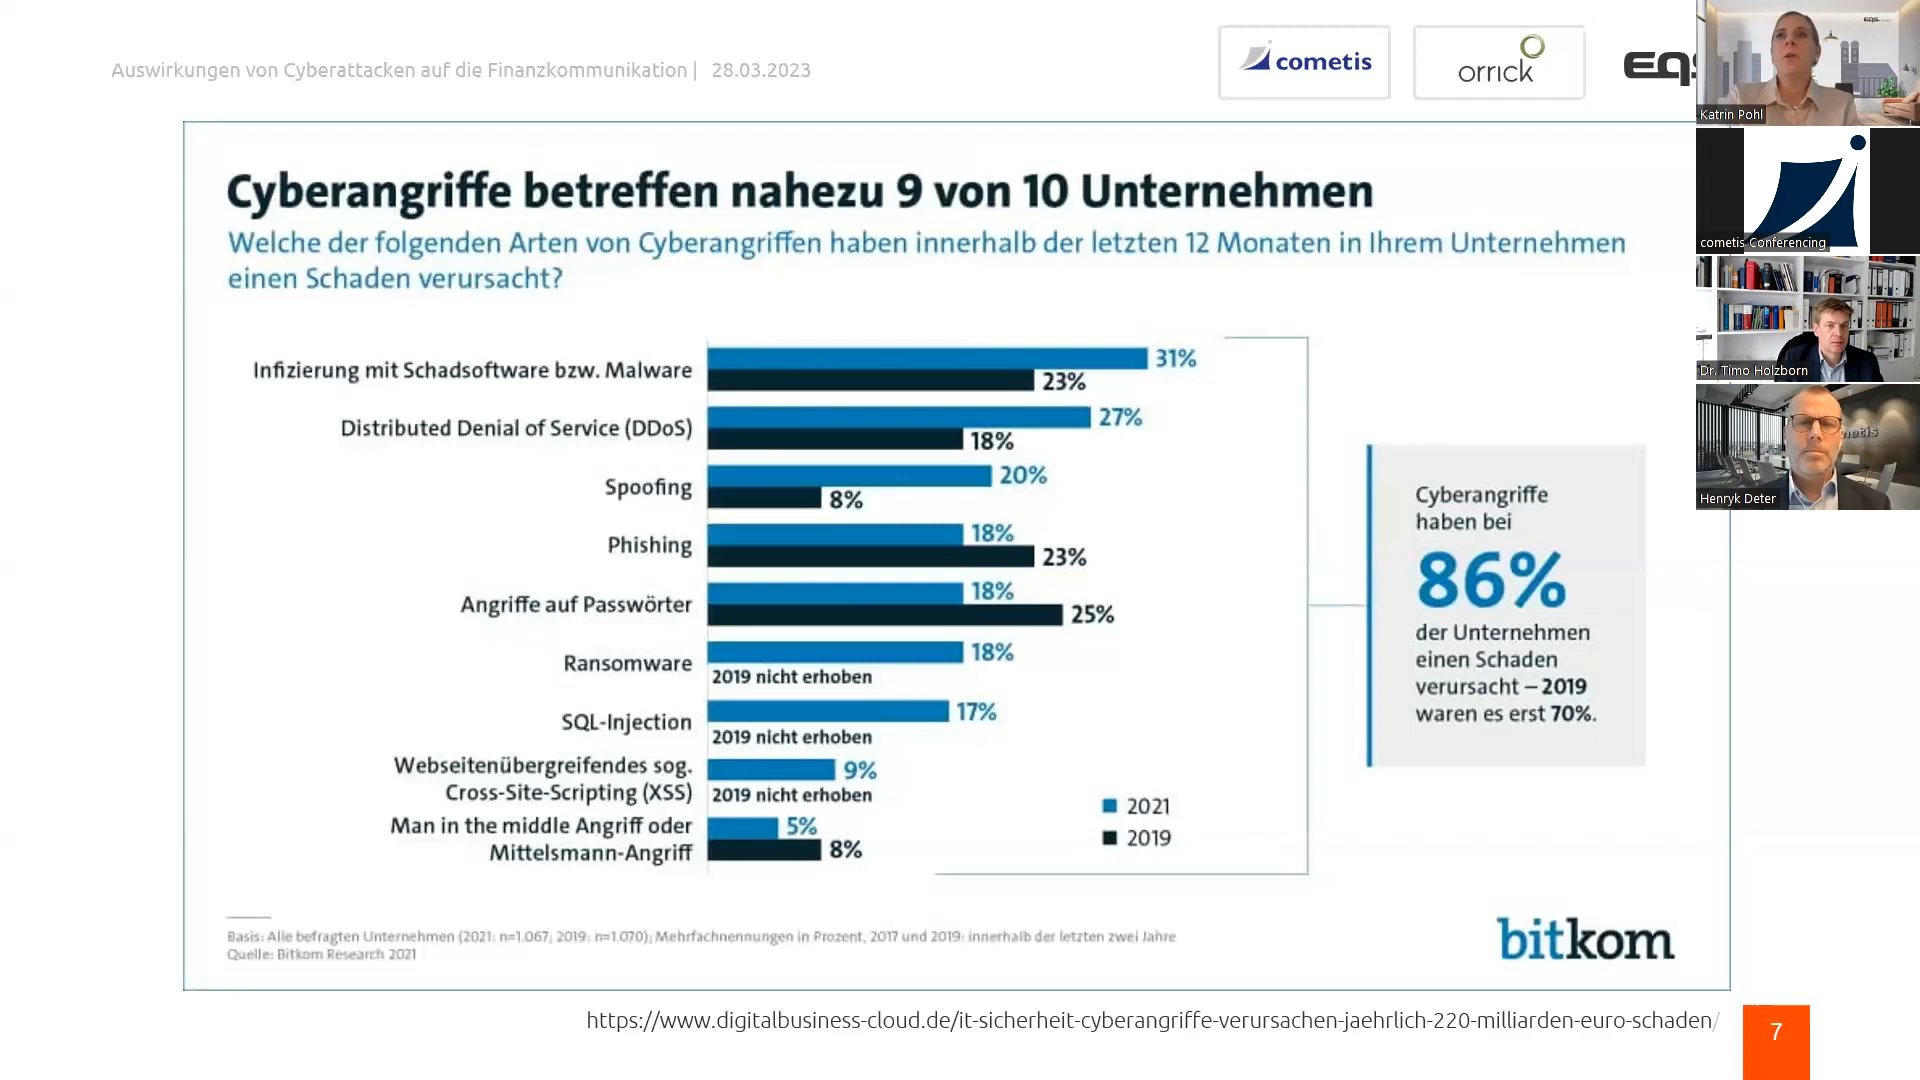 Auswirkungen von Cyberattacken auf die Finanzkommunikation | 28.03.2023
cometis
orrick
EQS
Katrin Pohl
cometis Conferencing
Dr. Timo Holzborn
Henryk Deter
Cyberangriffe betreffen nahezu 9 von 10 Unternehmen
Welche der folgenden Arten von Cyberangriffen haben innerhalb der letzten 12 Monaten in Ihrem Unternehmen
einen Schaden verursacht?
Infizierung mit Schadsoftware bzw. Malware
31%
23%
Distributed Denial of Service (DDoS)
27%
18%
Spoofing
20%
8%
Phishing
18%
23%
Angriffe auf Passwörter
18%
25%
Ransomware
18%
2019 nicht erhoben
SQL-Injection
17%
2019 nicht erhoben
Webseitenübergreifendes sog.
Cross-Site-Scripting (XSS)
9%
2019 nicht erhoben
Man in the middle Angriff oder
Mittelsmann-Angriff
5%
8%
2021
2019
Cyberangriffe
haben bei
86%
der Unternehmen
einen Schaden
verursacht – 2019
waren es erst 70%.
Basis: Alle befragten Unternehmen (2021: n=1.067; 2019: n=1.070); Mehrfachnennungen in Prozent, 2017 und 2019: innerhalb der letzten zwei Jahre
Quelle: Bitkom Research 2021
bitkom
https://www.digitalbusiness-cloud.de/it-sicherheit-cyberangriffe-verursachen-jaehrlich-220-milliarden-euro-schaden/
7